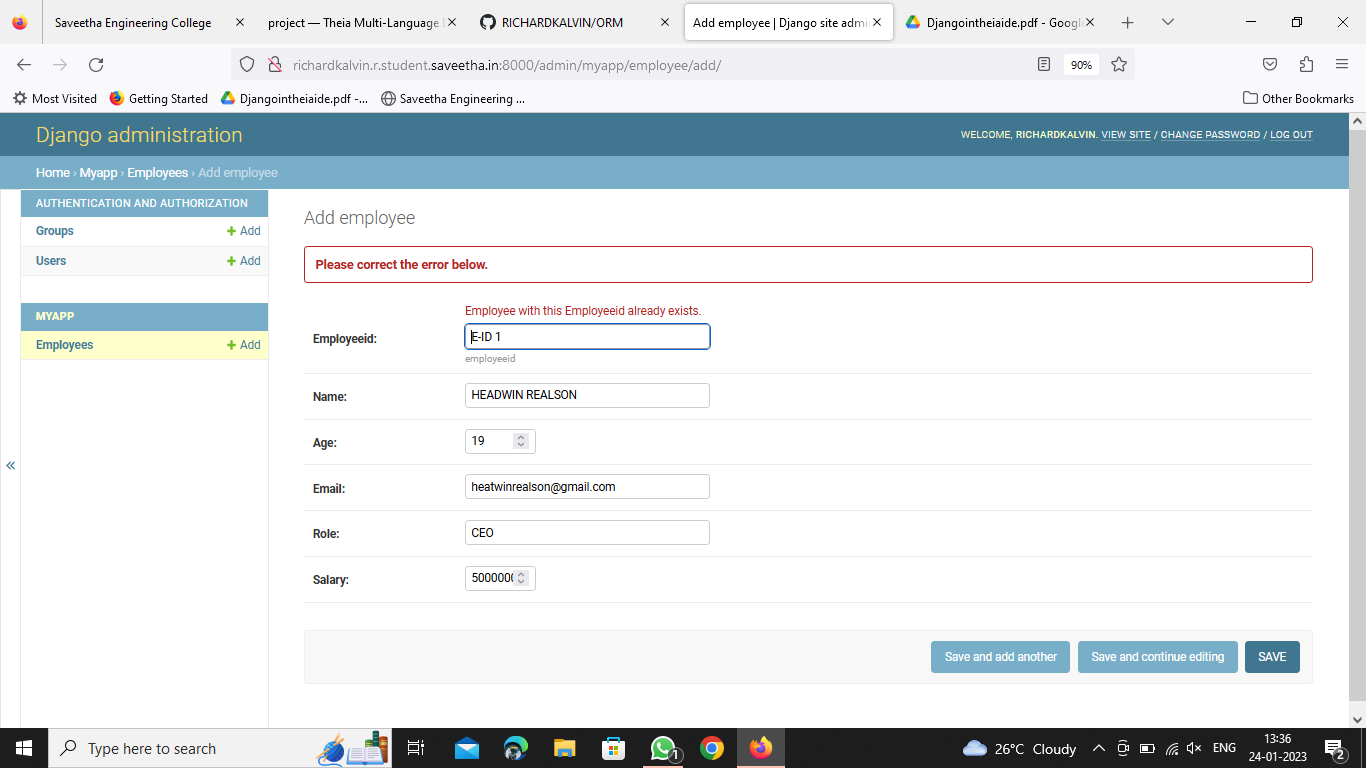 Saveetha Engineering College
project — Theia Multi-Language
RICHARDKALVIN/ORM
Add employee | Django site admi
Djangointheiaide.pdf - Googl
richardkalvin.r.student.saveetha.in:8000/admin/myapp/employee/add/
90%
Most Visited
Getting Started
Djangointheiaide.pdf -...
Saveetha Engineering ...
Other Bookmarks
Django administration
WELCOME, RICHARDKALVIN. VIEW SITE / CHANGE PASSWORD / LOG OUT
Home › Myapp › Employees › Add employee
AUTHENTICATION AND AUTHORIZATION
Groups
+ Add
Users
+ Add
MYAPP
Employees
+ Add
«
Add employee
Please correct the error below.
Employee with this Employeeid already exists.
Employeeid:
E-ID 1
employeeid
Name:
HEADWIN REALSON
Age:
19
Email:
heatwinrealson@gmail.com
Role:
CEO
Salary:
5000000
Save and add another
Save and continue editing
SAVE
Type here to search
1
26°C Cloudy
ENG
13:36
24-01-2023
2